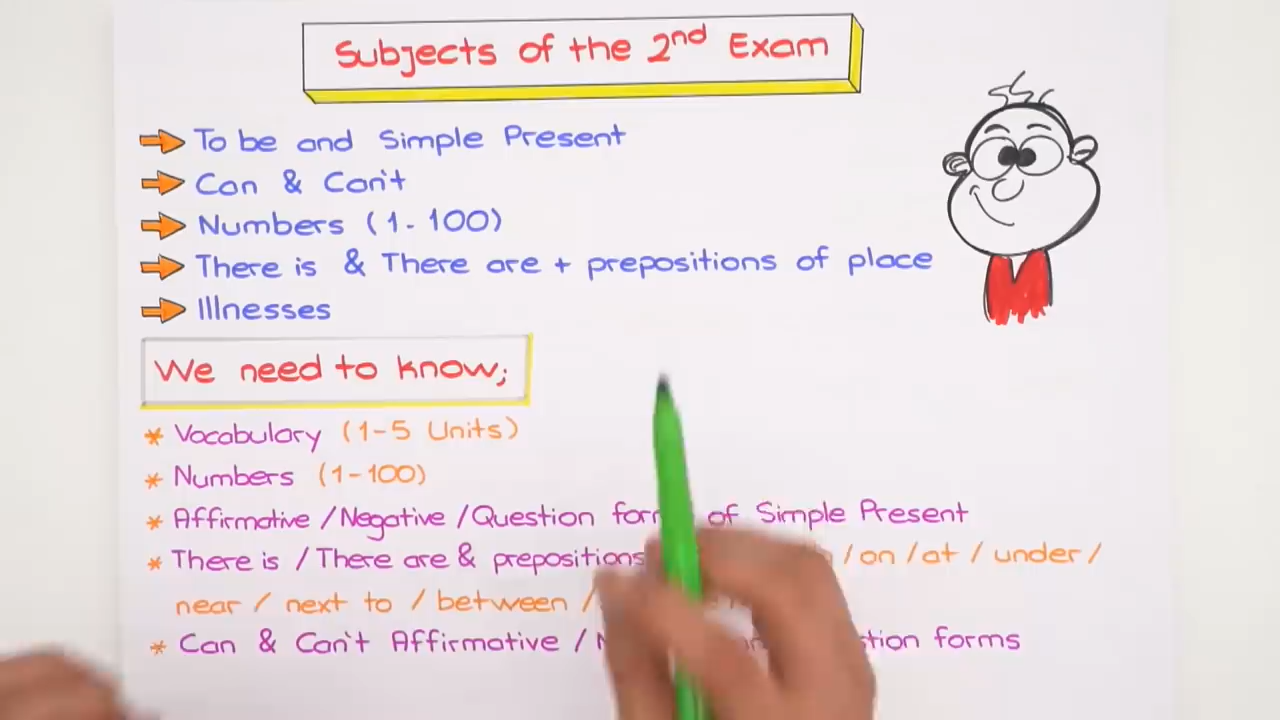 Subjects of the 2nd Exam
To be and Simple Present
Can & Can't
Numbers (1-100)
There is & There are + prepositions of place
Illnesses
We need to know;
* Vocabulary (1-5 Units)
* Numbers (1-100)
* Affirmative / Negative / Question of Simple Present
* There is / There are & prepositions / on / at / under /
near / next to / between /
* Can & Can't Affirmative / forms